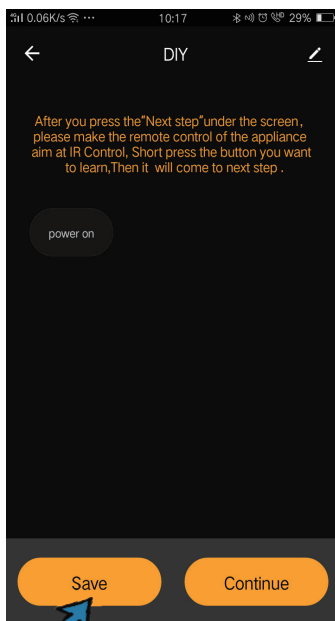 0.06K/s ... 10:17 HD 29%
DIY
After you press the"Next step"under the screen,
please make the remote control of the appliance
aim at IR Control, Short press the button you want
to learn,Then it will come to next step .
power on
Save Continue